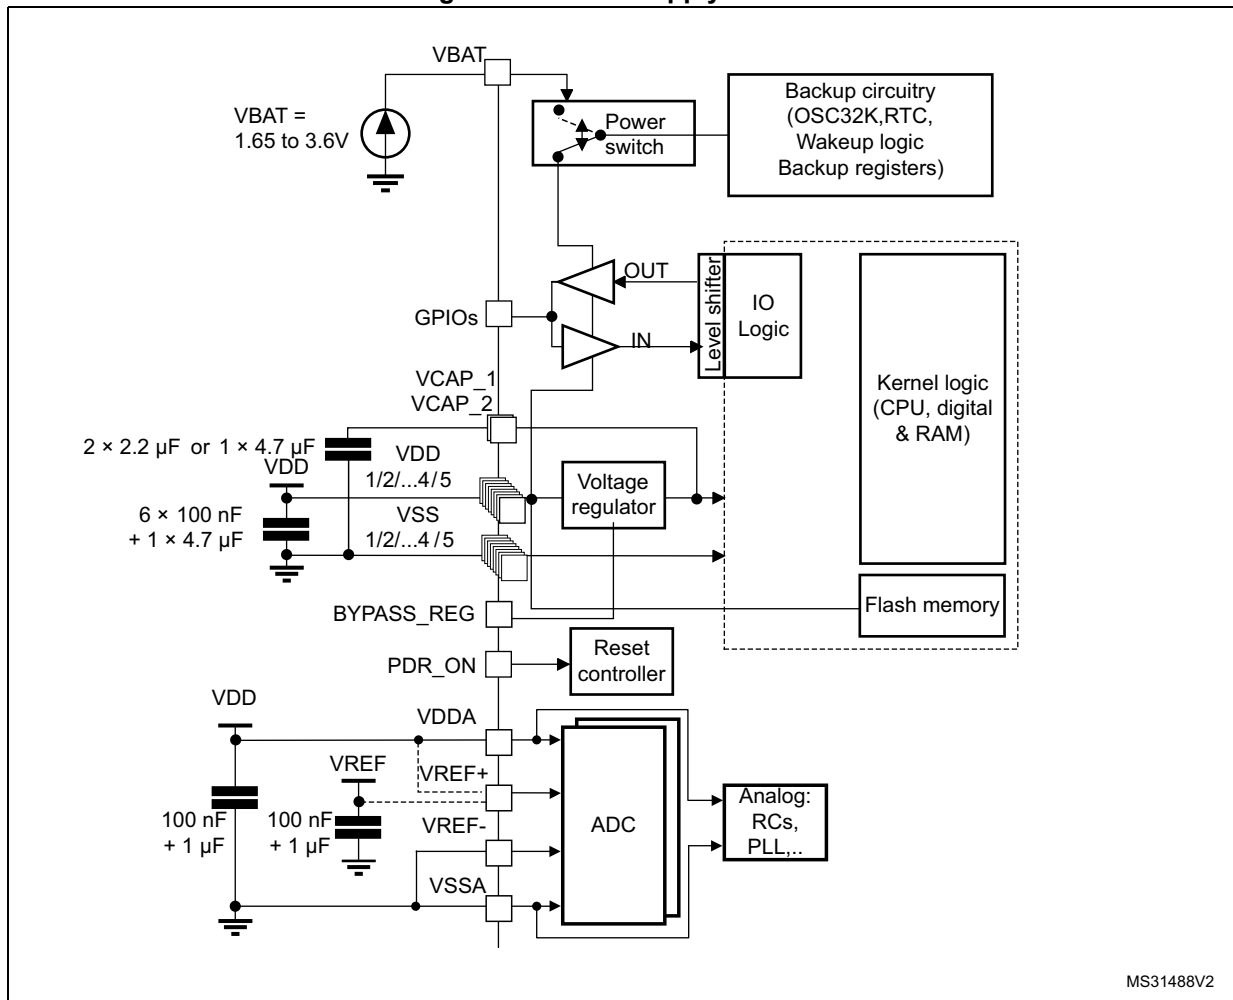 VBAT
VBAT =
1.65 to 3.6V
Power
switch
Backup circuitry
(OSC32K,RTC,
Wakeup logic
Backup registers)
OUT
GPIOs
IN
Level shifter
IO
Logic
Kernel logic
(CPU, digital
& RAM)
VCAP_1
VCAP_2
2 × 2.2 µF or 1 × 4.7 µF
VDD
VDD
1/2/...4/5
Voltage
regulator
6 × 100 nF
+ 1 × 4.7 µF
VSS
1/2/...4/5
BYPASS_REG
Flash memory
PDR_ON
Reset
controller
VDD
VDDA
VREF
VREF+
100 nF
+ 1 µF
100 nF
+ 1 µF
VREF-
ADC
Analog:
RCs,
PLL,..
VSSA
MS31488V2